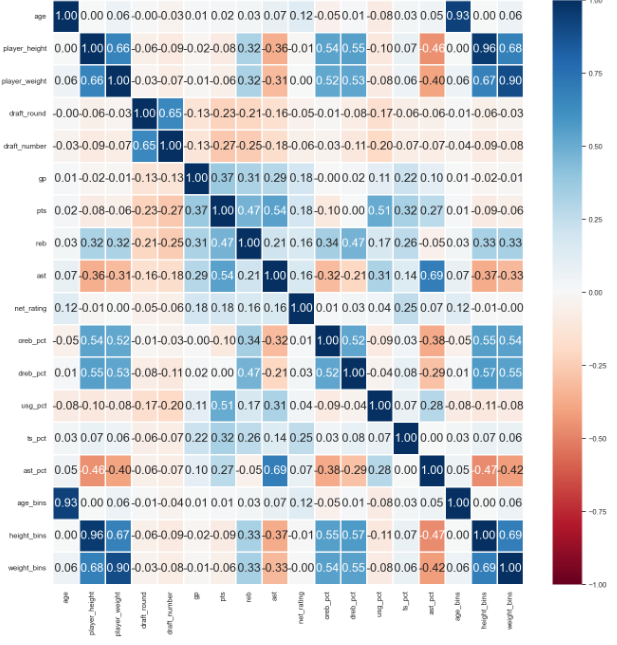 age 1.00 0.00 0.06 -0.00 -0.03 0.01 0.02 0.03 0.07 0.12 -0.05 0.01 -0.08 0.03 0.05 0.93 0.00 0.06
player_height 0.00 1.00 0.66 -0.06 -0.09 -0.02 -0.08 0.32 -0.36 -0.01 0.54 0.55 -0.10 0.07 -0.46 0.00 0.96 0.68
player_weight 0.06 0.66 1.00 -0.03 -0.07 -0.01 -0.06 0.32 -0.31 0.00 0.52 0.53 -0.08 0.06 -0.40 0.06 0.67 0.90
draft_round -0.00 -0.06 -0.03 1.00 0.65 -0.13 -0.23 -0.21 -0.16 -0.05 -0.01 -0.08 -0.17 -0.06 -0.06 -0.01 -0.06 -0.03
draft_number -0.03 -0.09 -0.07 0.65 1.00 -0.13 -0.27 -0.25 -0.18 -0.06 -0.03 -0.11 -0.20 -0.07 -0.07 -0.04 -0.09 -0.08
gp 0.01 -0.02 -0.01 -0.13 -0.13 1.00 0.37 0.31 0.29 0.18 -0.00 0.02 0.11 0.22 0.10 0.01 -0.02 -0.01
pts 0.02 -0.08 -0.06 -0.23 -0.27 0.37 1.00 0.47 0.54 0.18 -0.10 0.00 0.51 0.32 0.27 0.01 -0.09 -0.06
reb 0.03 0.32 0.32 -0.21 -0.25 0.31 0.47 1.00 0.21 0.16 0.34 0.47 0.17 0.26 -0.05 0.03 0.33 0.33
ast 0.07 -0.36 -0.31 -0.16 -0.18 0.29 0.54 0.21 1.00 0.16 -0.32 -0.21 0.31 0.14 0.69 0.07 -0.37 -0.33
net_rating 0.12 -0.01 0.00 -0.05 -0.06 0.18 0.18 0.16 0.16 1.00 0.01 0.03 0.04 0.25 0.07 0.12 -0.01 -0.00
oreb_pct -0.05 0.54 0.52 -0.01 -0.03 -0.00 -0.10 0.34 -0.32 0.01 1.00 0.52 -0.09 0.03 -0.38 -0.05 0.55 0.54
dreb_pct 0.01 0.55 0.53 -0.08 -0.11 0.02 0.00 0.47 -0.21 0.03 0.52 1.00 -0.04 0.08 -0.29 0.01 0.57 0.55
usg_pct -0.08 -0.10 -0.08 -0.17 -0.20 0.11 0.51 0.17 0.31 0.04 -0.09 -0.04 1.00 0.07 0.28 -0.08 -0.11 -0.08
ts_pct 0.03 0.07 0.06 -0.06 -0.07 0.22 0.32 0.26 0.14 0.25 0.03 0.08 0.07 1.00 0.00 0.03 0.07 0.06
ast_pct 0.05 -0.46 -0.40 -0.06 -0.07 0.10 0.27 -0.05 0.69 0.07 -0.38 -0.29 0.28 0.00 1.00 0.05 -0.47 -0.42
age_bins 0.93 0.00 0.06 -0.01 -0.04 0.01 0.01 0.03 0.07 0.12 -0.05 0.01 -0.08 0.03 0.05 1.00 0.00 0.06
height_bins 0.00 0.96 0.67 -0.06 -0.09 -0.02 -0.09 0.33 -0.37 -0.01 0.55 0.57 -0.11 0.07 -0.47 0.00 1.00 0.69
weight_bins 0.06 0.68 0.90 -0.03 -0.08 -0.01 -0.06 0.33 -0.33 -0.00 0.54 0.55 -0.08 0.06 -0.42 0.06 0.69 1.00
age player_height player_weight draft_round draft_number gp pts reb ast net_rating oreb_pct dreb_pct usg_pct ts_pct ast_pct age_bins height_bins weight_bins
1.00
0.75
0.50
0.25
0.00
−0.25
−0.50
−0.75
−1.00